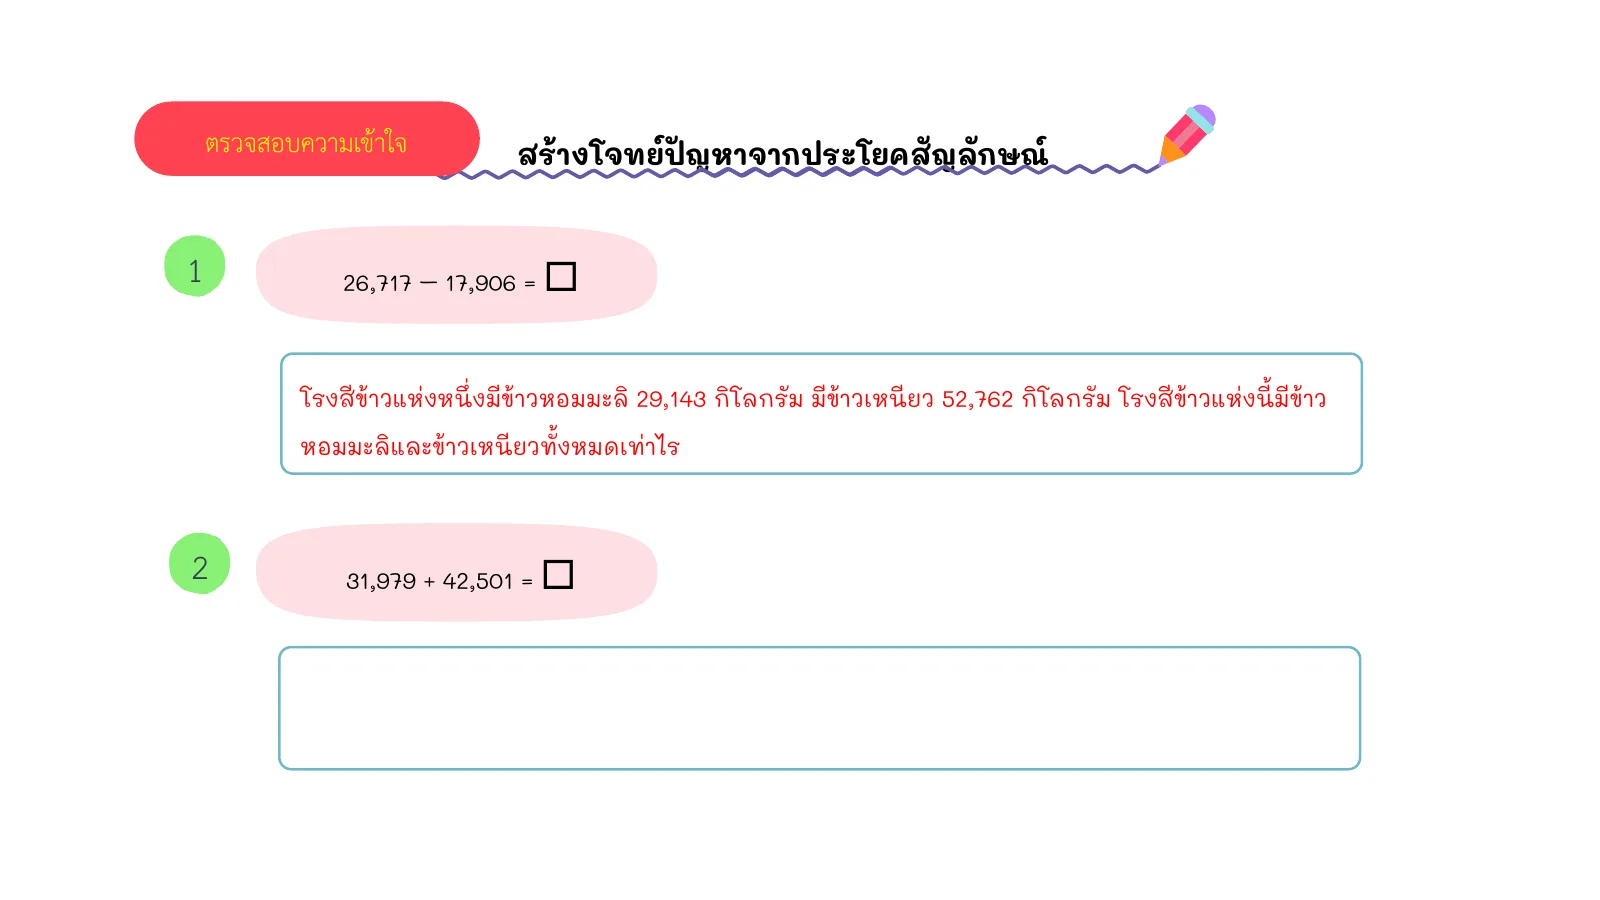 ตรวจสอบความเข้าใจ
สร้างโจทย์ปัญหาจากประโยคสัญลักษณ์
1
26,717 – 17,906 = □
โรงสีข้าวแห่งหนึ่งมีข้าวหอมมะลิ 29,143 กิโลกรัม มีข้าวเหนียว 52,762 กิโลกรัม โรงสีข้าวแห่งนี้มีข้าว
หอมมะลิและข้าวเหนียวทั้งหมดเท่าไร
2
31,979 + 42,501 = □